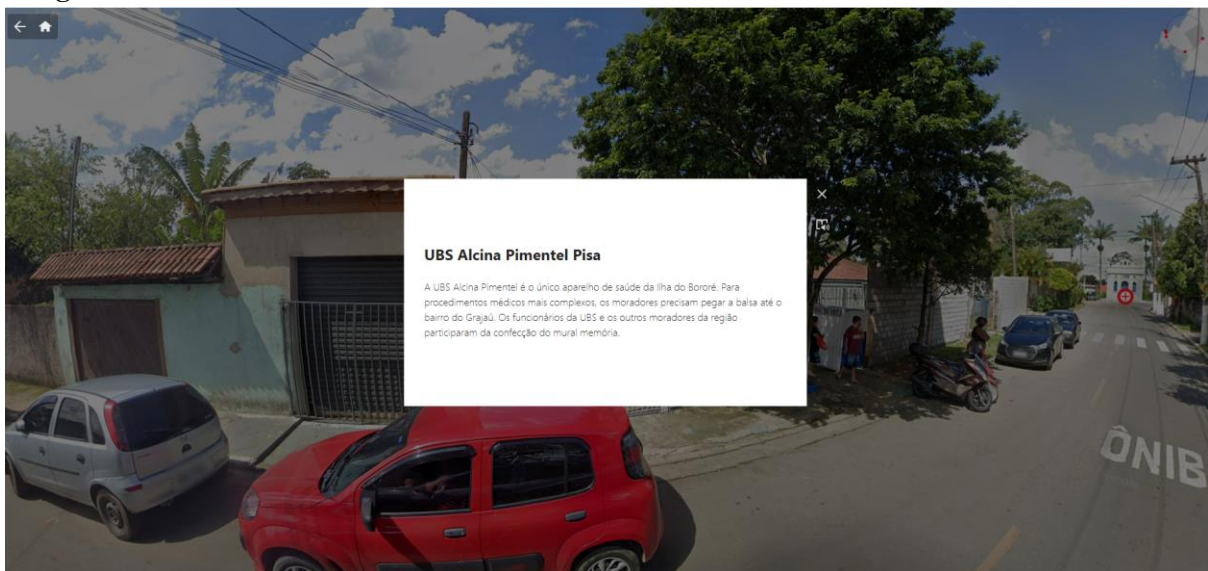 UBS Alcina Pimentel Pisa
A UBS Alcina Pimentel é o único aparelho de saúde da Ilha do Bororé. Para
procedimentos médicos mais complexos, os moradores precisam pegar a balsa até o
bairro do Grajaú. Os funcionários da UBS e os outros moradores da região
participaram da confecção do mural memória.
ÔNIB